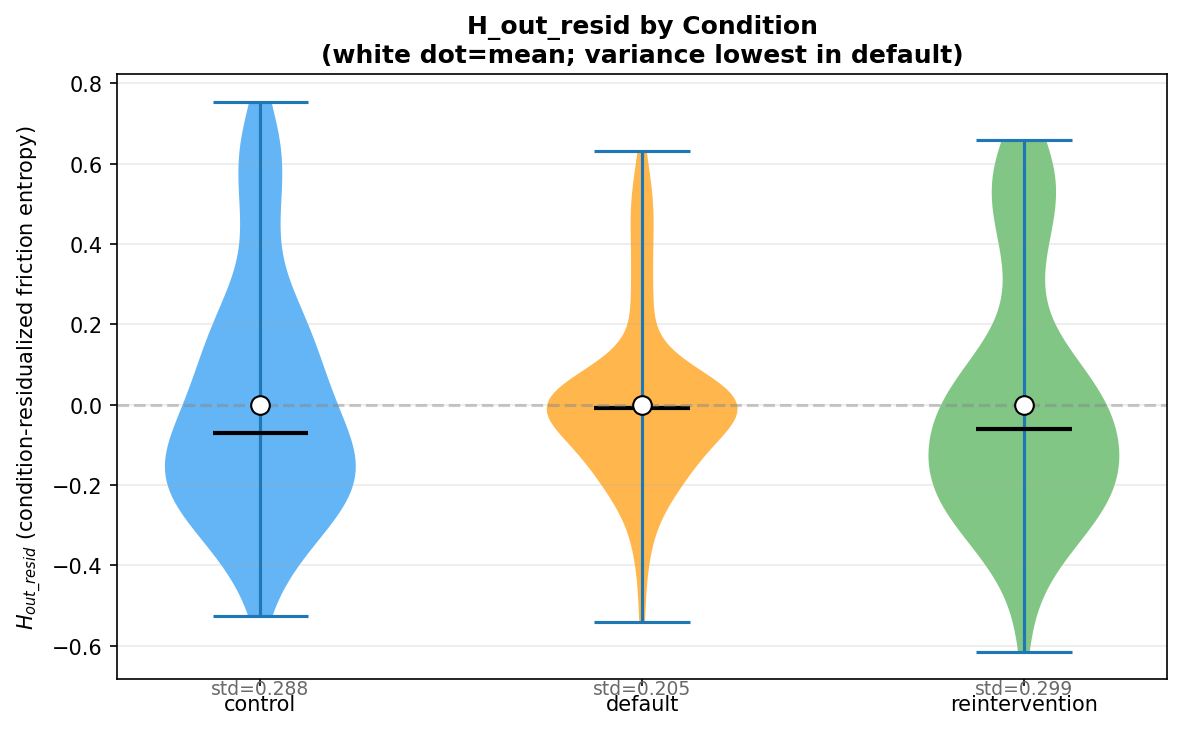 H_out_resid by Condition
(white dot=mean; variance lowest in default)
H_out_resid (condition-residualized friction entropy)
0.8
0.6
0.4
0.2
0.0
−0.2
−0.4
−0.6
std=0.288
std=0.205
std=0.299
control
default
reintervention